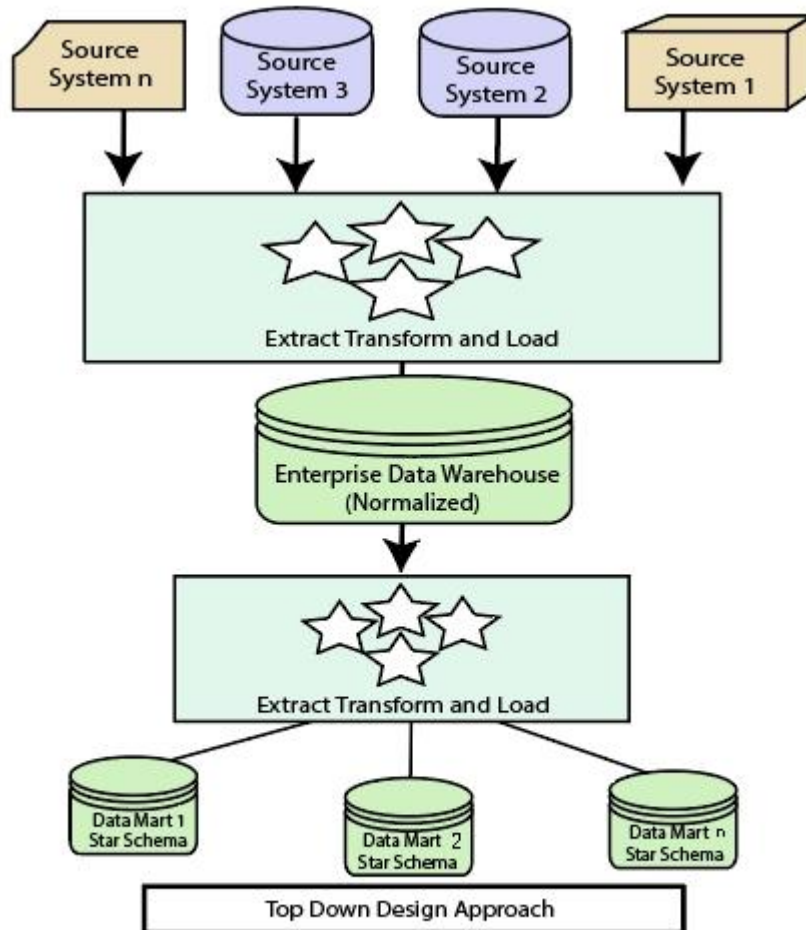 Source
System n
Source
System 3
Source
System 2
Source
System 1
Extract Transform and Load
Enterprise Data Warehouse
(Normalized)
Extract Transform and Load
Data Mart 1
Star Schema
Data Mart 2
Star Schema
Data Mart n
Star Schema
Top Down Design Approach